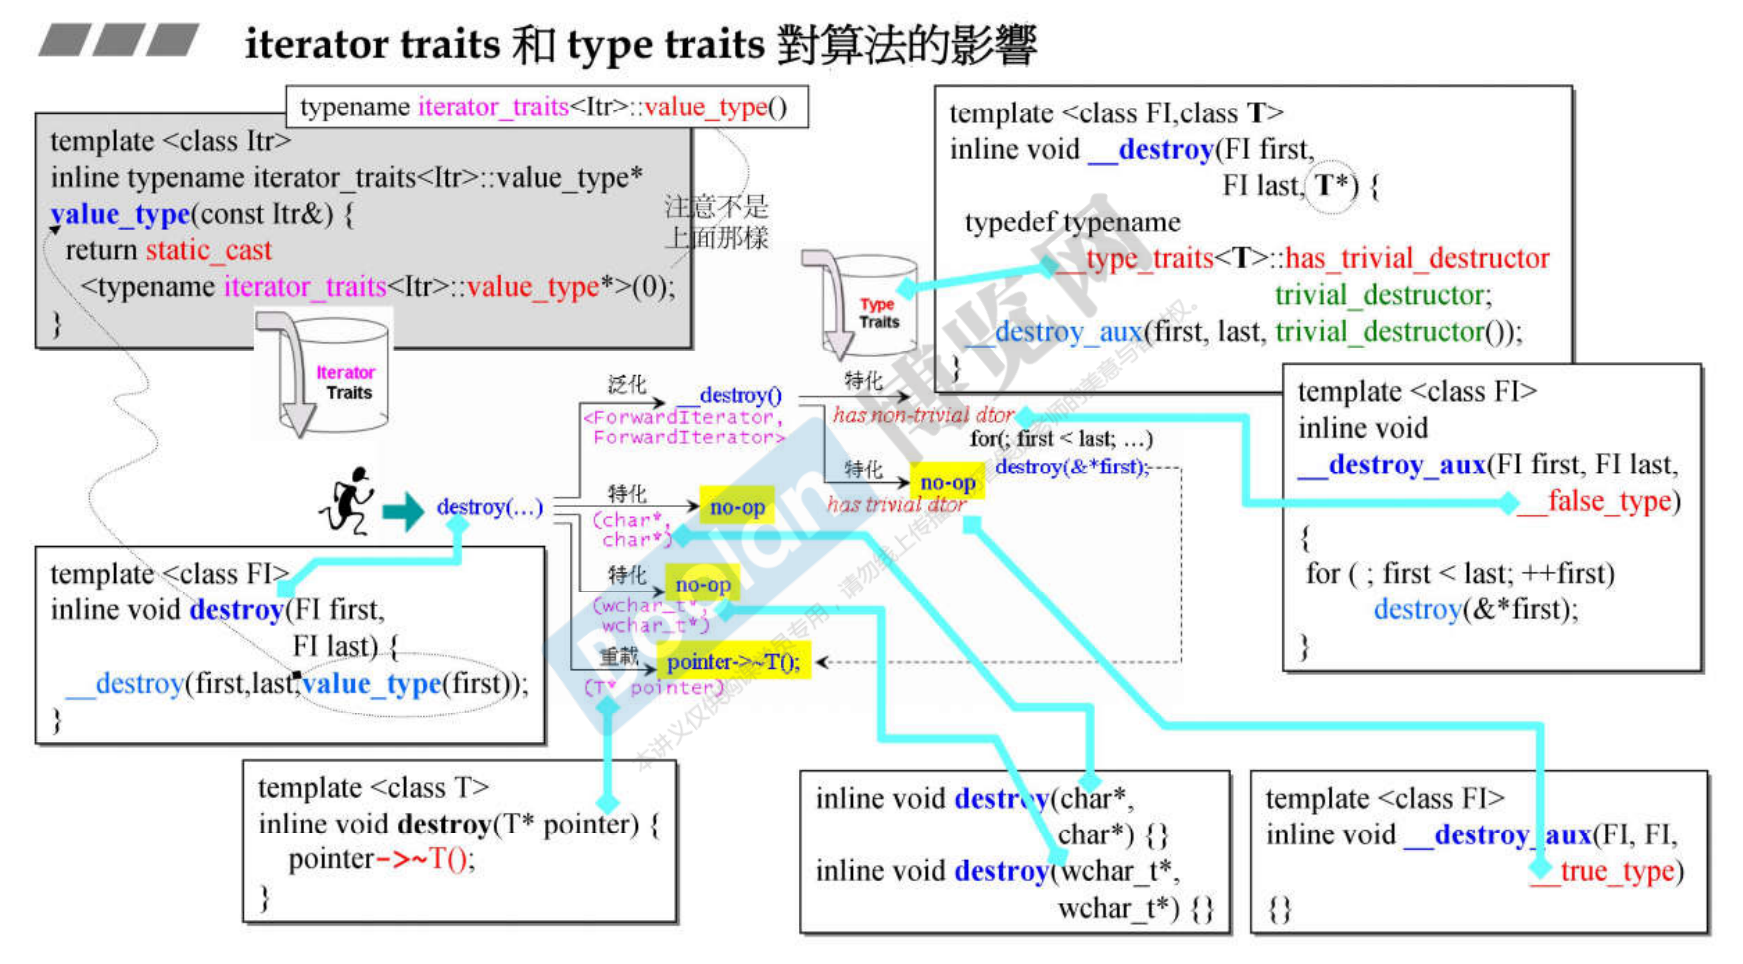 iterator traits 和 type traits 對算法的影響
typename iterator_traits<Itr>::value_type()
template <class Itr>
inline typename iterator_traits<Itr>::value_type*
value_type(const Itr&) {
return static_cast
<typename iterator_traits<Itr>::value_type*>(0);
}
注意不是
上面那樣
Iterator
Traits
template <class FI,class T>
inline void __destroy(FI first,
FI last, T*) {
typedef typename
__type_traits<T>::has_trivial_destructor
trivial_destructor;
__destroy_aux(first, last, trivial_destructor());
}
Type
Traits
泛化
__destroy()
<ForwardIterator,
ForwardIterator>
特化
has non-trivial dtor
for(; first < last; …)
destroy(&*first);
特化
no-op
has trivial dtor
destroy(…)
特化
no-op
(char*,
char*)
特化
no-op
(wchar_t*,
wchar_t*)
重載
pointer->~T();
(T* pointer)
template <class FI>
inline void
__destroy_aux(FI first, FI last,
__false_type)
{
for ( ; first < last; ++first)
destroy(&*first);
}
template <class FI>
inline void destroy(FI first,
FI last) {
__destroy(first,last,value_type(first));
}
template <class T>
inline void destroy(T* pointer) {
pointer->~T();
}
inline void destroy(char*,
char*) {}
inline void destroy(wchar_t*,
wchar_t*) {}
template <class FI>
inline void __destroy_aux(FI, FI,
__true_type)
{}
Boolan
博览网